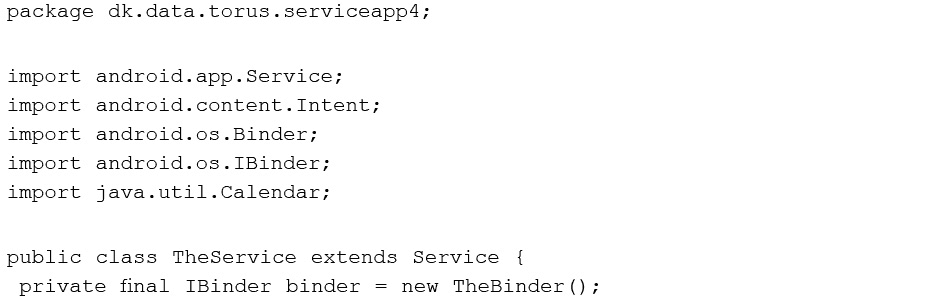 package dk.data.torus.serviceapp4;
import android.app.Service;
import android.content.Intent;
import android.os.Binder;
import android.os.IBinder;
import java.util.Calendar;
public class TheService extends Service {
private final IBinder binder = new TheBinder();